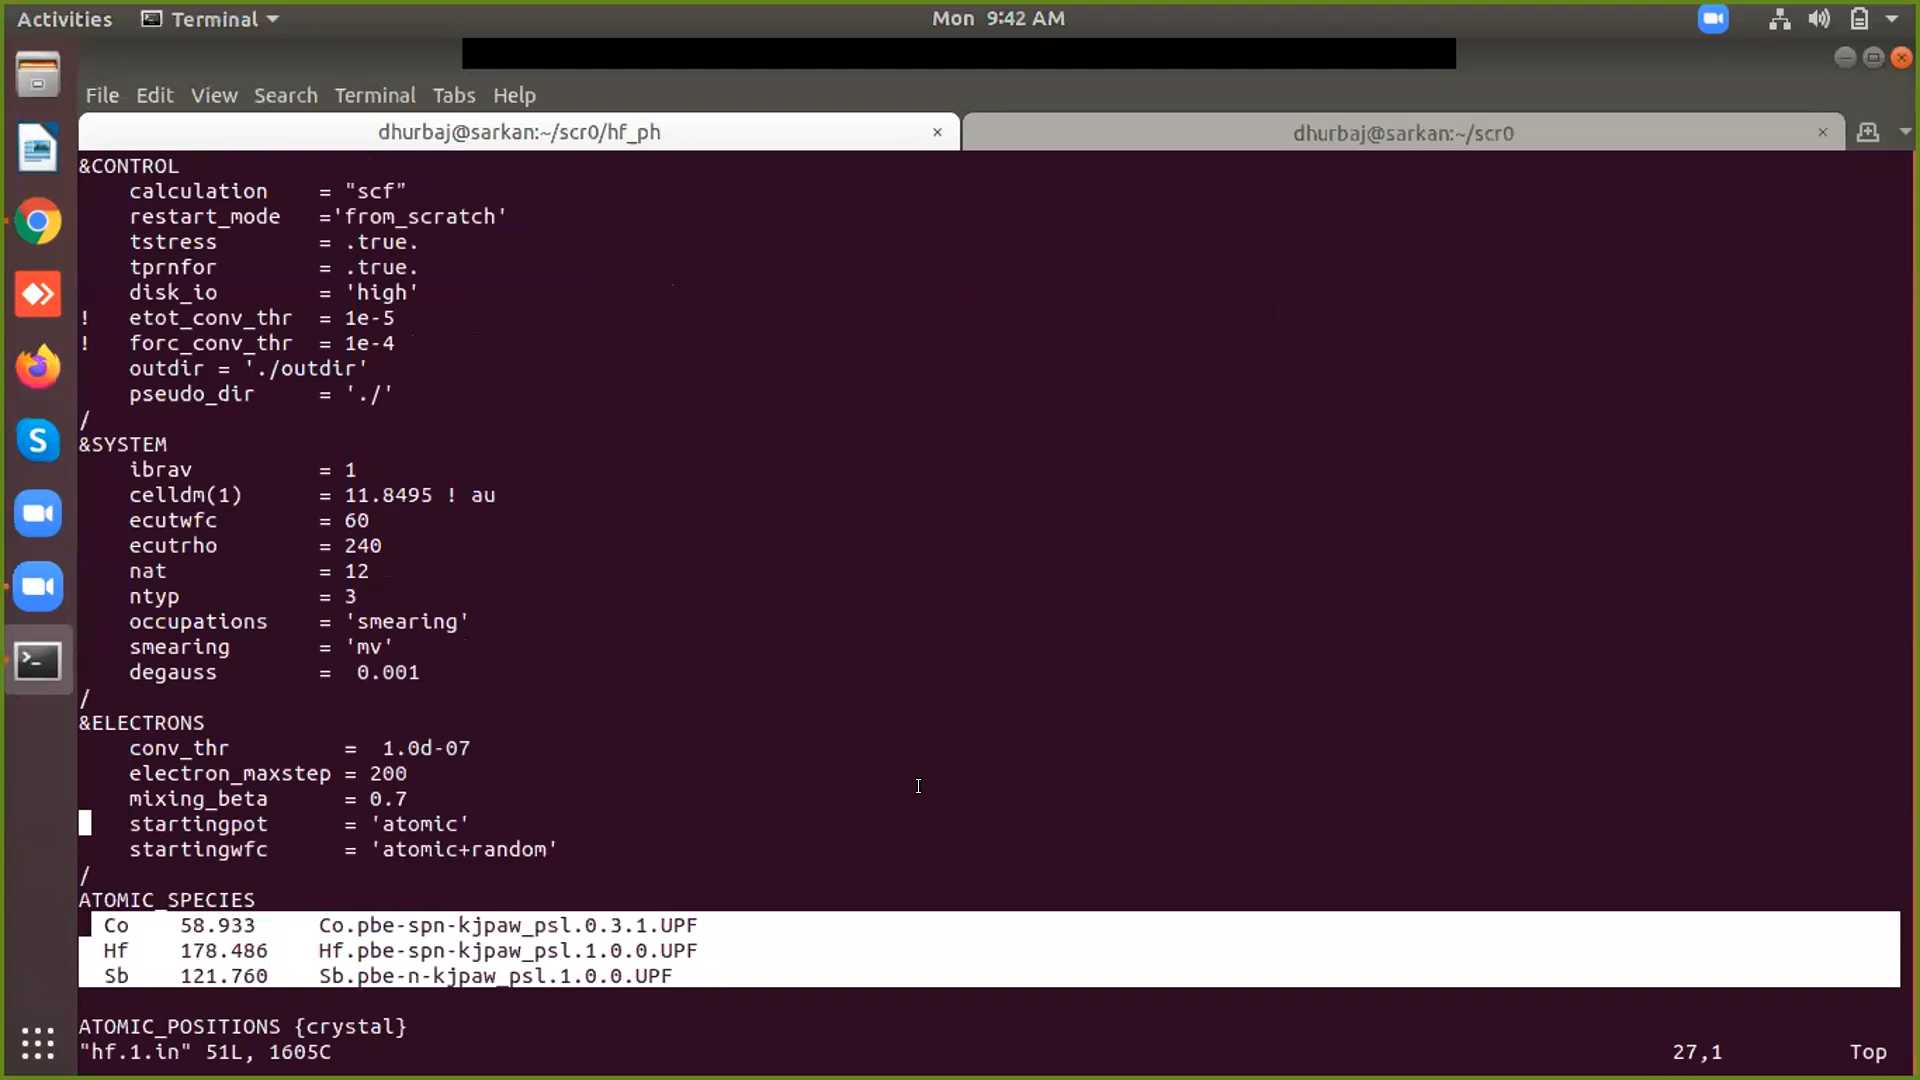 Activities
Terminal
Mon 9:42 AM
File Edit View Search Terminal Tabs Help
dhurbaj@sarkan:~/scr0/hf_ph ×
dhurbaj@sarkan:~/scr0 ×
&CONTROL
calculation = "scf"
restart_mode ='from_scratch'
tstress = .true.
tprnfor = .true.
disk_io = 'high'
! etot_conv_thr = 1e-5
! forc_conv_thr = 1e-4
outdir = './outdir'
pseudo_dir = './'
/
&SYSTEM
ibrav = 1
celldm(1) = 11.8495 ! au
ecutwfc = 60
ecutrho = 240
nat = 12
ntyp = 3
occupations = 'smearing'
smearing = 'mv'
degauss = 0.001
/
&ELECTRONS
conv_thr = 1.0d-07
electron_maxstep = 200
mixing_beta = 0.7
startingpot = 'atomic'
startingwfc = 'atomic+random'
/
ATOMIC_SPECIES
Co 58.933 Co.pbe-spn-kjpaw_psl.0.3.1.UPF
Hf 178.486 Hf.pbe-spn-kjpaw_psl.1.0.0.UPF
Sb 121.760 Sb.pbe-n-kjpaw_psl.1.0.0.UPF
ATOMIC_POSITIONS {crystal}
"hf.1.in" 51L, 1605C 27,1 Top
S